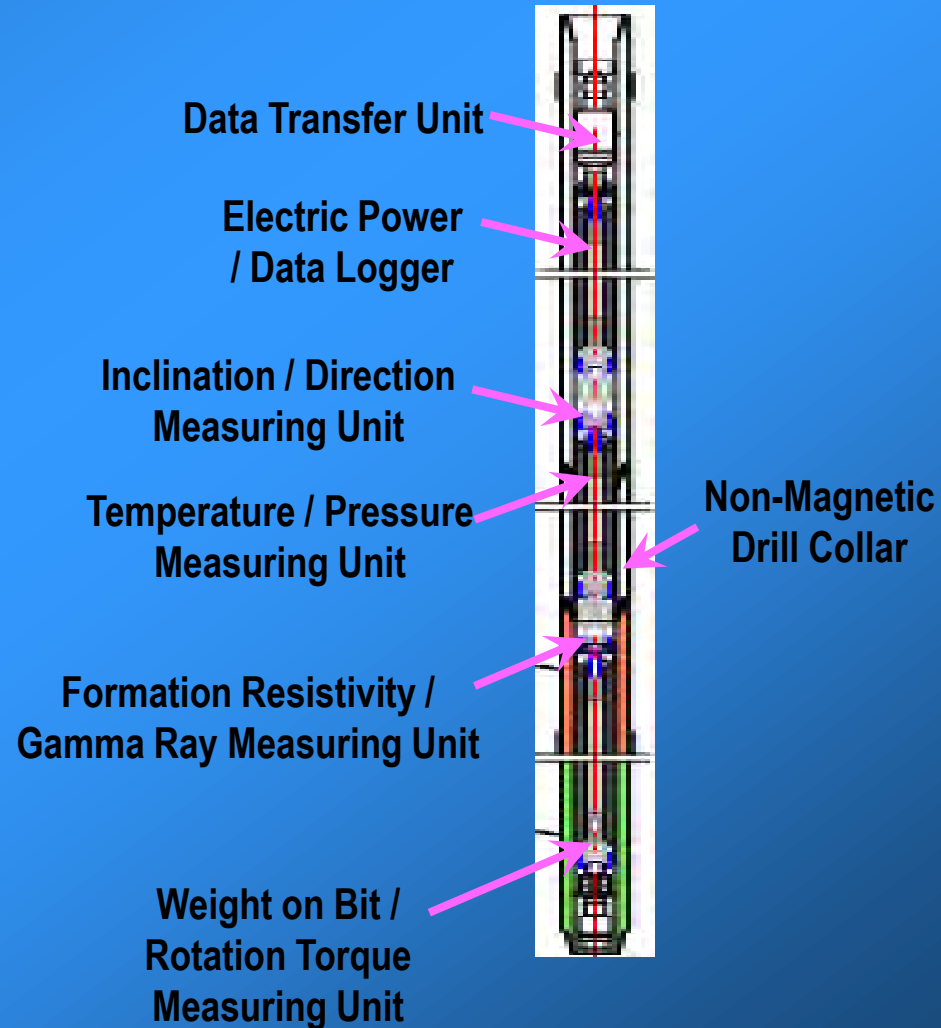 Data Transfer Unit
Electric Power
/ Data Logger
Inclination / Direction
Measuring Unit
Temperature / Pressure
Measuring Unit
Non-Magnetic
Drill Collar
Formation Resistivity /
Gamma Ray Measuring Unit
Weight on Bit /
Rotation Torque
Measuring Unit